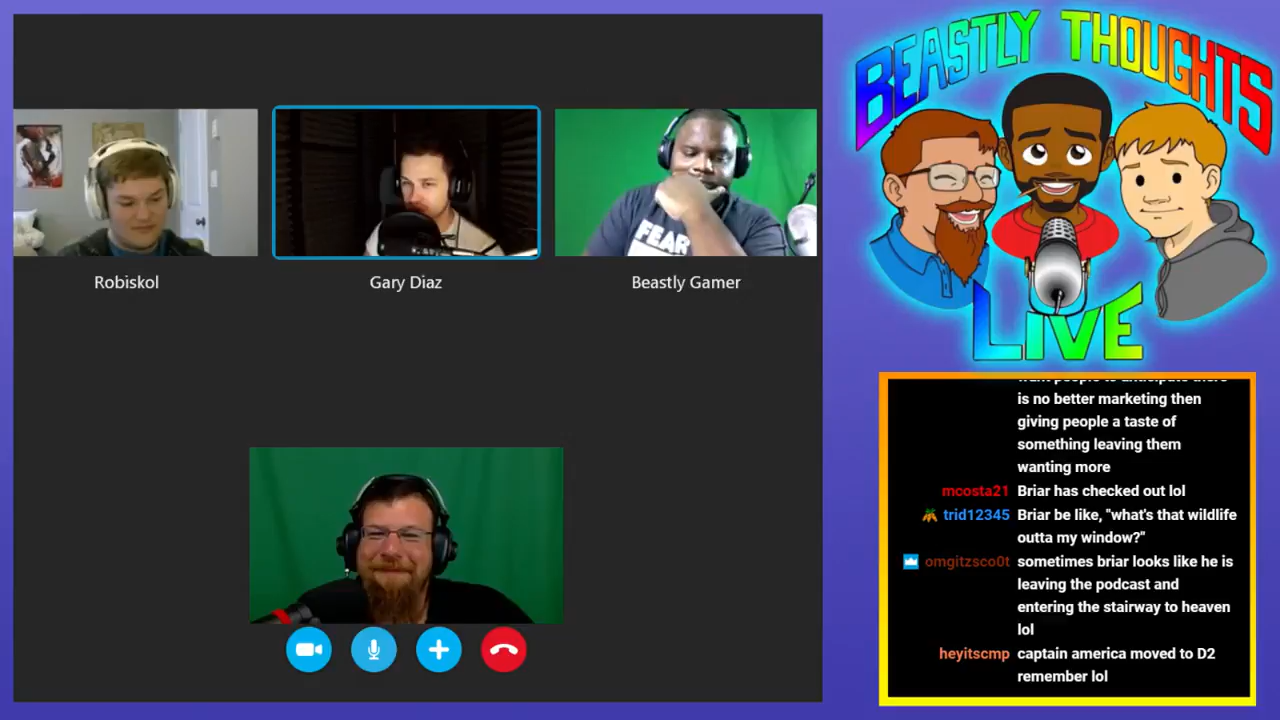 BEASTLY THOUGHTS
LIVE
Robiskol
Gary Diaz
Beastly Gamer
FEAR
is no better marketing then
giving people a taste of
something leaving them
wanting more
mcosta21 Briar has checked out lol
trid12345 Briar be like, "what's that wildlife
outta my window?"
omgitzsco0t sometimes briar looks like he is
leaving the podcast and
entering the stairway to heaven
lol
heyitscmp captain america moved to D2
remember lol